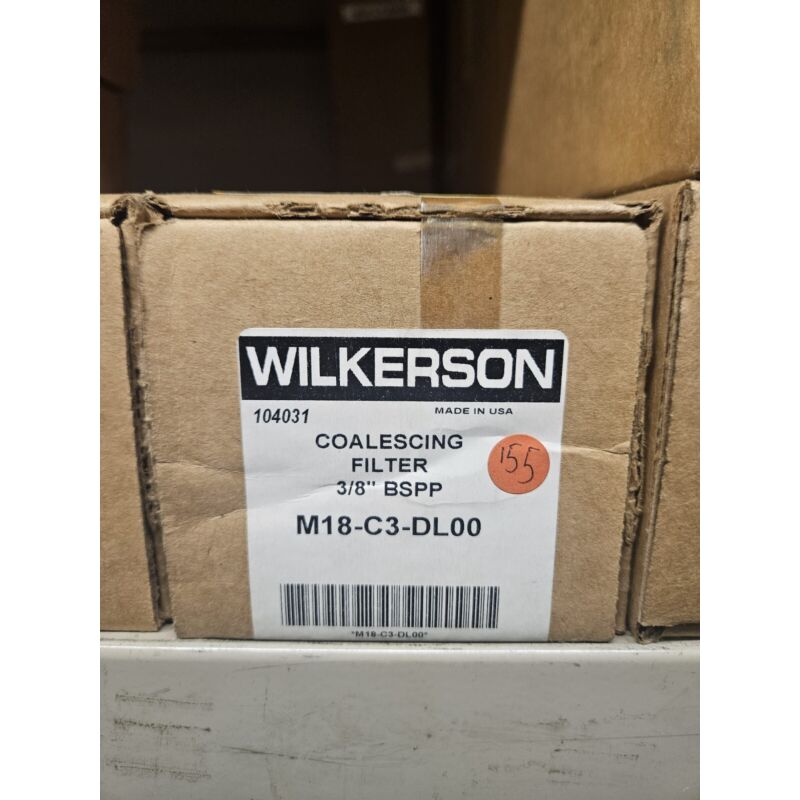 WILKERSON
104031
MADE IN USA
COALESCING
FILTER
3/8" BSPP
155
M18-C3-DL00
*M18-C3-DL00*